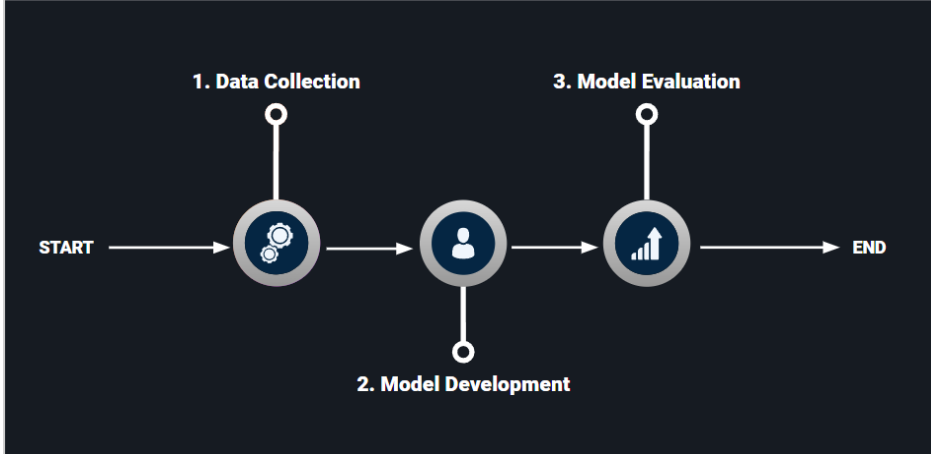 1. Data Collection
3. Model Evaluation
START
END
2. Model Development